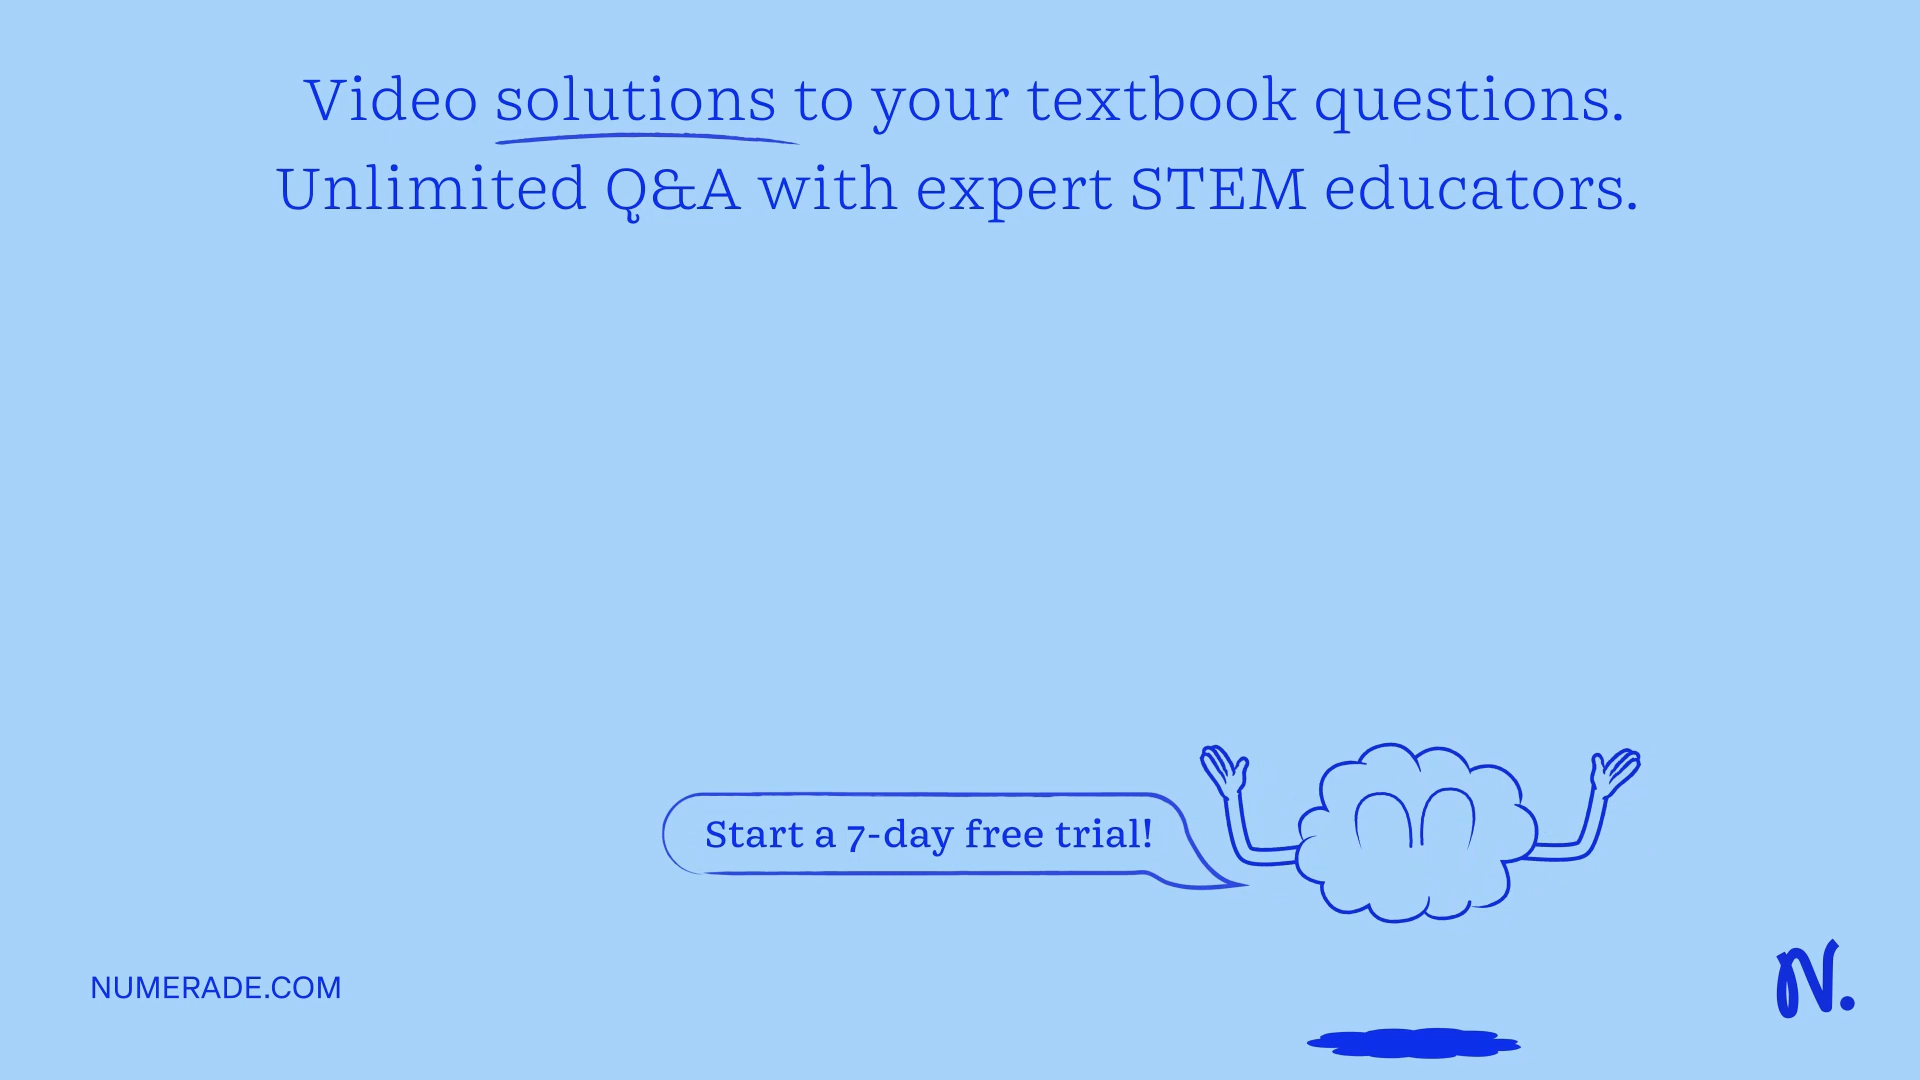 Video solutions to your textbook questions.
Unlimited Q&A with expert STEM educators.
Start a 7-day free trial!
NUMERADE.COM
N.